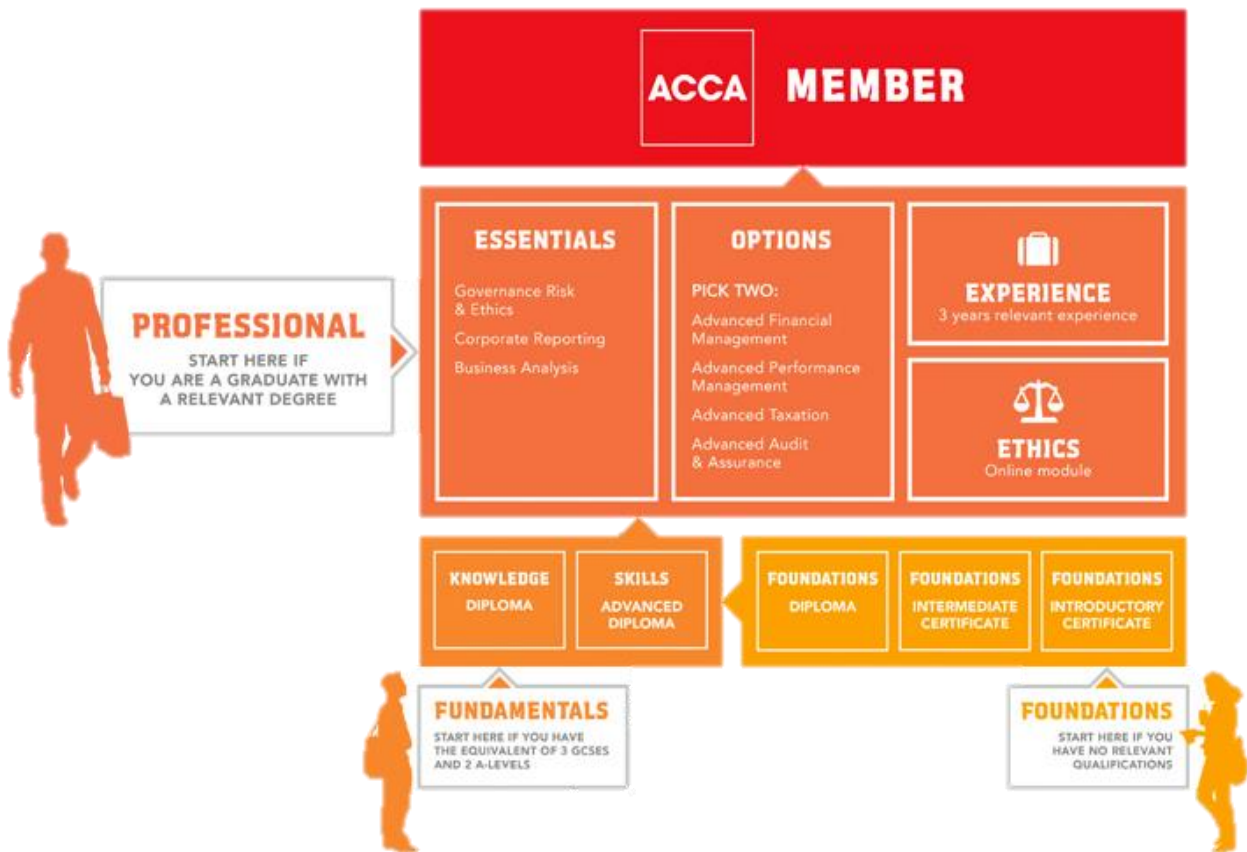 ACCA MEMBER
PROFESSIONAL
START HERE IF
YOU ARE A GRADUATE WITH
A RELEVANT DEGREE
ESSENTIALS
Governance Risk
& Ethics
Corporate Reporting
Business Analysis
OPTIONS
PICK TWO:
Advanced Financial
Management
Advanced Performance
Management
Advanced Taxation
Advanced Audit
& Assurance
EXPERIENCE
3 years relevant experience
ETHICS
Online module
KNOWLEDGE
DIPLOMA
SKILLS
ADVANCED
DIPLOMA
FOUNDATIONS
DIPLOMA
FOUNDATIONS
INTERMEDIATE
CERTIFICATE
FOUNDATIONS
INTRODUCTORY
CERTIFICATE
FUNDAMENTALS
START HERE IF YOU HAVE
THE EQUIVALENT OF 3 GCSES
AND 2 A-LEVELS
FOUNDATIONS
START HERE IF YOU
HAVE NO RELEVANT
QUALIFICATIONS